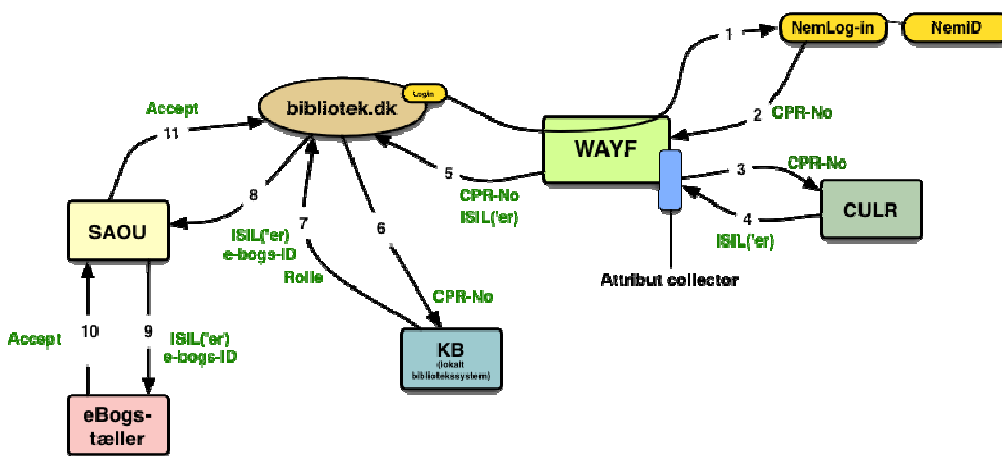 1
NemLog-in
NemID
Login
bibliotek.dk
Accept
11
2
CPR-No
WAYF
3
CPR-No
5
CPR-No
ISIL('er)
4
ISIL('er)
CULR
8
7
6
SAOU
ISIL('er)
e-bogs-ID
Rolle
Attribut collector
CPR-No
Accept
10
9
ISIL('er)
e-bogs-ID
KB
(lokalt
bibliotekssystem)
eBogs-
tæller